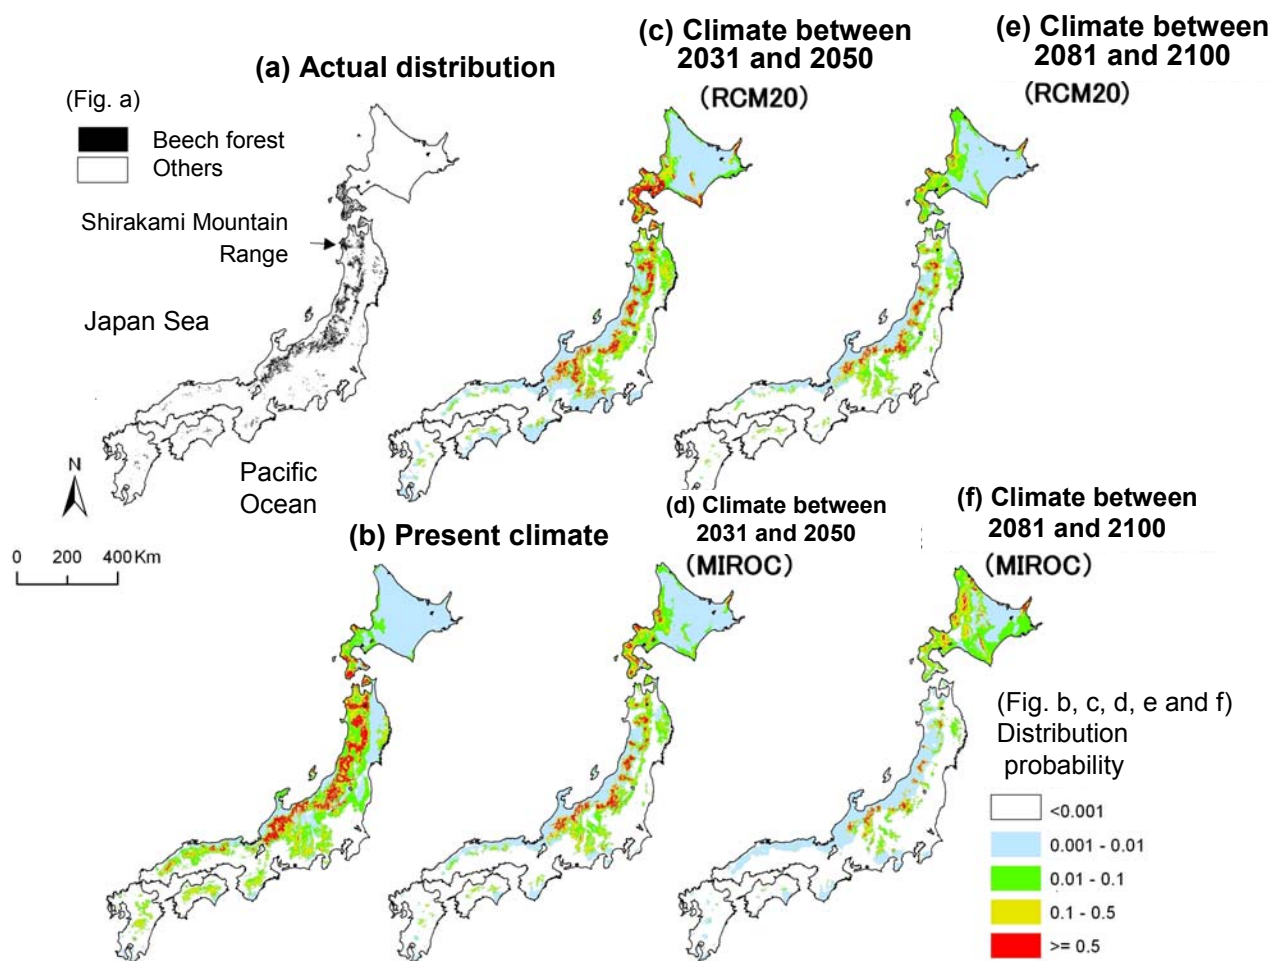 (a) Actual distribution
(c) Climate between
2031 and 2050
(RCM20)
(e) Climate between
2081 and 2100
(RCM20)
(Fig. a)
Beech forest
Others
Shirakami Mountain
Range
Japan Sea
Pacific
Ocean
N
0 200 400 Km
(b) Present climate
(d) Climate between
2031 and 2050
(MIROC)
(f) Climate between
2081 and 2100
(MIROC)
(Fig. b, c, d, e and f)
Distribution
probability
<0.001
0.001 - 0.01
0.01 - 0.1
0.1 - 0.5
>= 0.5